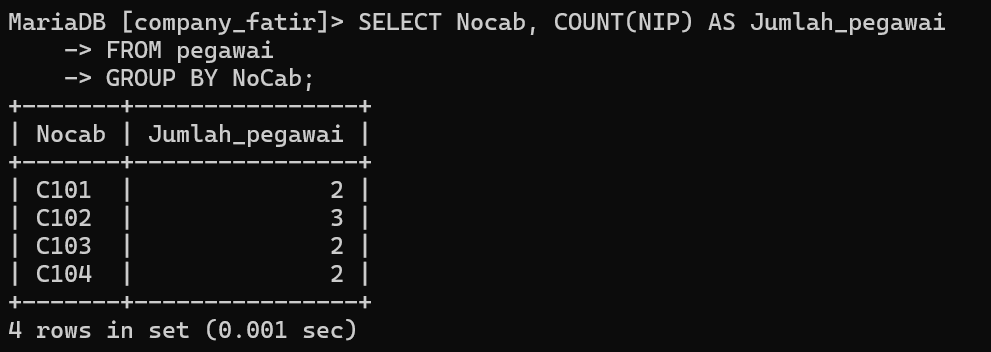 MariaDB [company_fatir]> SELECT Nocab, COUNT(NIP) AS Jumlah_pegawai
    -> FROM pegawai
    -> GROUP BY NoCab;
+-------+----------------+
| Nocab | Jumlah_pegawai |
+-------+----------------+
| C101  |              2 |
| C102  |              3 |
| C103  |              2 |
| C104  |              2 |
+-------+----------------+
4 rows in set (0.001 sec)